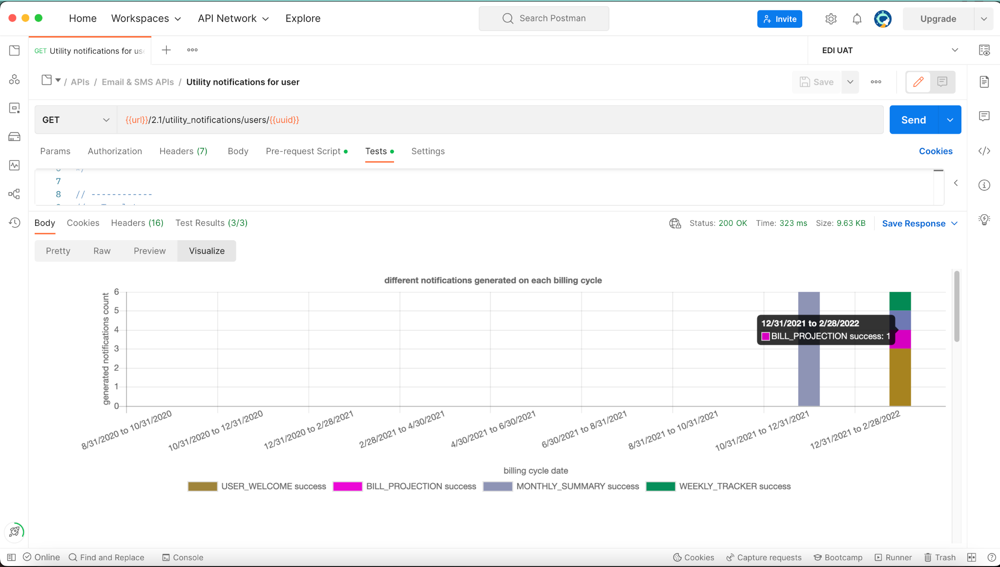 Home Workspaces API Network Explore Search Postman Invite Upgrade
GET Utility notifications for use EDI UAT
/ APIs / Email & SMS APIs / Utility notifications for user Save
GET {{url}}/2.1/utility_notifications/users/{{uuid}} Send
Params Authorization Headers (7) Body Pre-request Script Tests Settings Cookies
7
8 // ------------
Body Cookies Headers (16) Test Results (3/3) Status: 200 OK Time: 323 ms Size: 9.63 KB Save Response
Pretty Raw Preview Visualize
different notifications generated on each billing cycle
generated notifications count
6
5
4
3
2
1
0
12/31/2021 to 2/28/2022
BILL_PROJECTION success: 1
8/31/2020 to 10/31/2020
10/31/2020 to 12/31/2020
12/31/2020 to 2/28/2021
2/28/2021 to 4/30/2021
4/30/2021 to 6/30/2021
6/30/2021 to 8/31/2021
8/31/2021 to 10/31/2021
10/31/2021 to 12/31/2021
12/31/2021 to 2/28/2022
billing cycle date
USER_WELCOME success BILL_PROJECTION success MONTHLY_SUMMARY success WEEKLY_TRACKER success
Online Find and Replace Console Cookies Capture requests Bootcamp Runner Trash